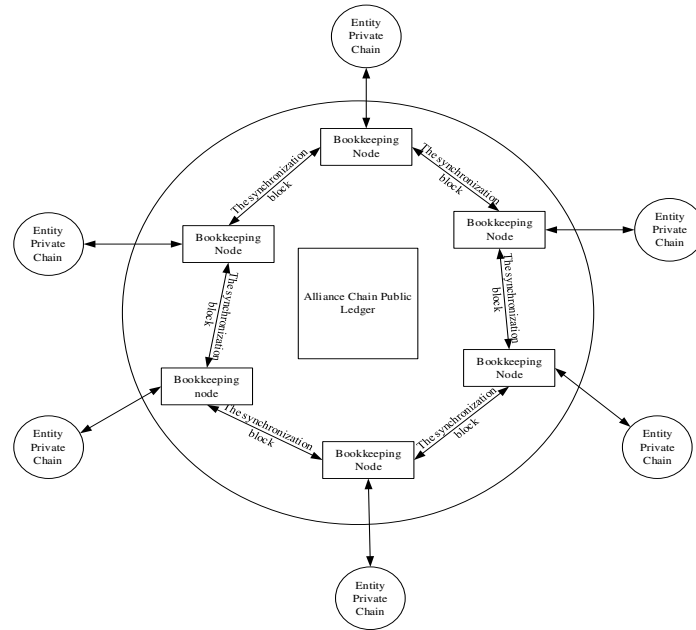 Entity
Private
Chain
Bookkeeping
Node
The synchronization
block
The synchronization
block
Entity
Private
Chain
Bookkeeping
Node
Bookkeeping
Node
Entity
Private
Chain
Alliance Chain Public
Ledger
The synchronization
block
The synchronization
block
Bookkeeping
node
Bookkeeping
Node
Entity
Private
Chain
The synchronization
block
The synchronization
block
Entity
Private
Chain
Bookkeeping
Node
Entity
Private
Chain